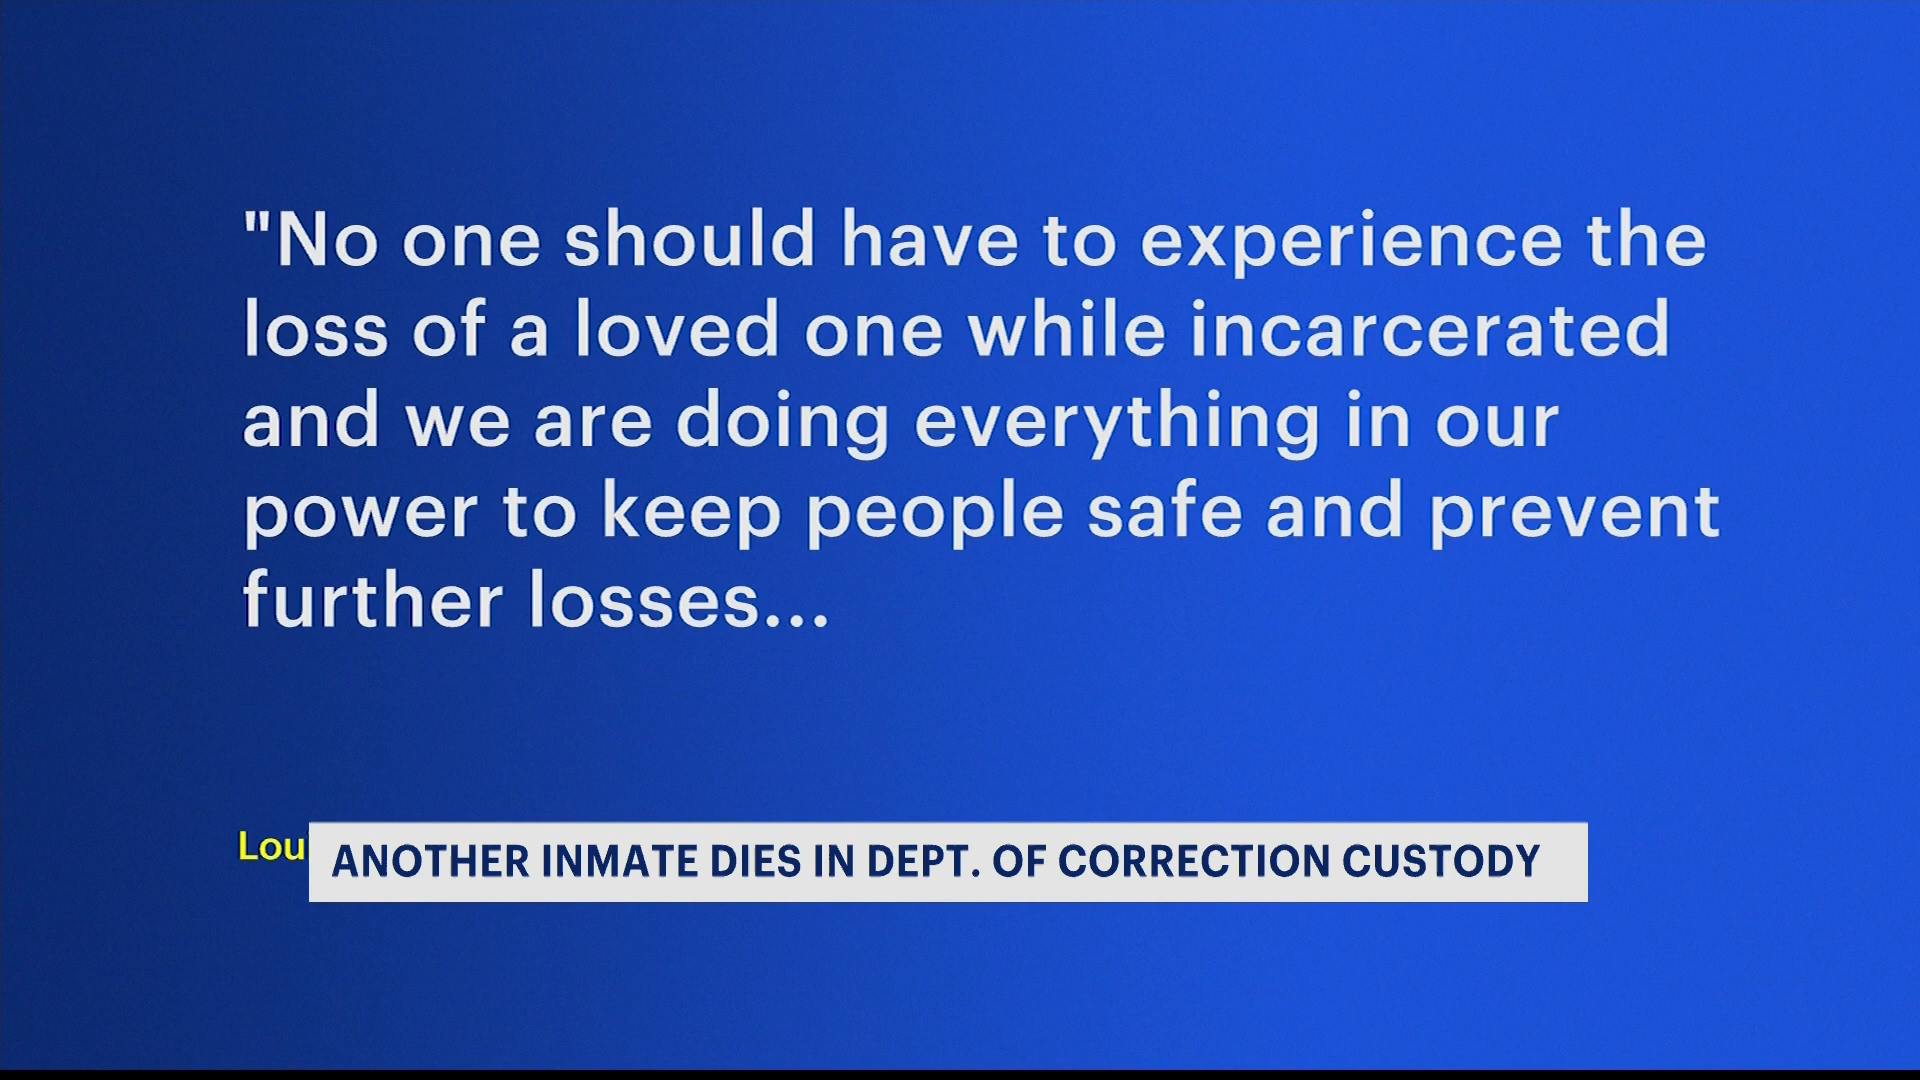 "No one should have to experience the
loss of a loved one while incarcerated
and we are doing everything in our
power to keep people safe and prevent
further losses...
Lou
ANOTHER INMATE DIES IN DEPT. OF CORRECTION CUSTODY